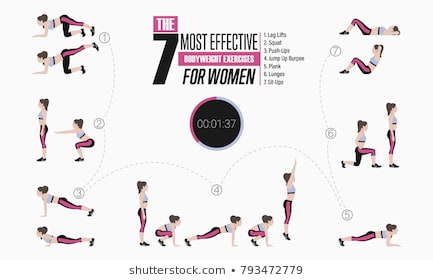 THE
7
MOST EFFECTIVE
BODYWEIGHT EXERCISES
FOR WOMEN
1 Leg Lifts
2 Squat
3 Push-Ups
4 Jump Up Burpee
5 Plank
6 Lunges
7 Sit-Ups
1
7
2
00:01:37
6
3
4
5
shutterstock.com • 793472779